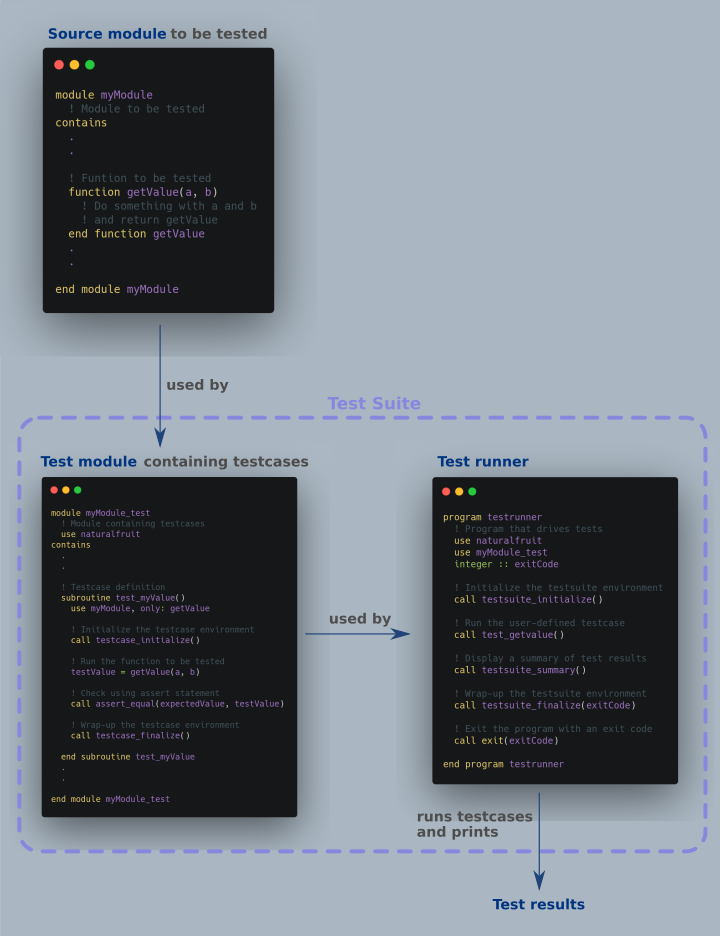 Source module to be tested
module myModule
! Module to be tested
contains
.
.
! Funtion to be tested
function getValue(a, b)
! Do something with a and b
! and return getValue
end function getValue
.
.
end module myModule
used by
Test Suite
Test module containing testcases
module myModule_test
! Module containing testcases
use naturalfruit
contains
.
.
! Testcase definition
subroutine test_myValue()
use myModule, only: getValue
! Initialize the testcase environment
call testcase_initialize()
! Run the function to be tested
testValue = getValue(a, b)
! Check using assert statement
call assert_equal(expectedValue, testValue)
! Wrap-up the testcase environment
call testcase_finalize()
end subroutine test_myValue
.
.
end module myModule_test
used by
Test runner
program testrunner
! Program that drives tests
use naturalfruit
use myModule_test
integer :: exitCode
! Initialize the testsuite environment
call testsuite_initialize()
! Run the user-defined testcase
call test_getvalue()
! Display a summary of test results
call testsuite_summary()
! Wrap-up the testsuite environment
call testsuite_finalize(exitCode)
! Exit the program with an exit code
call exit(exitCode)
end program testrunner
runs testcases
and prints
Test results